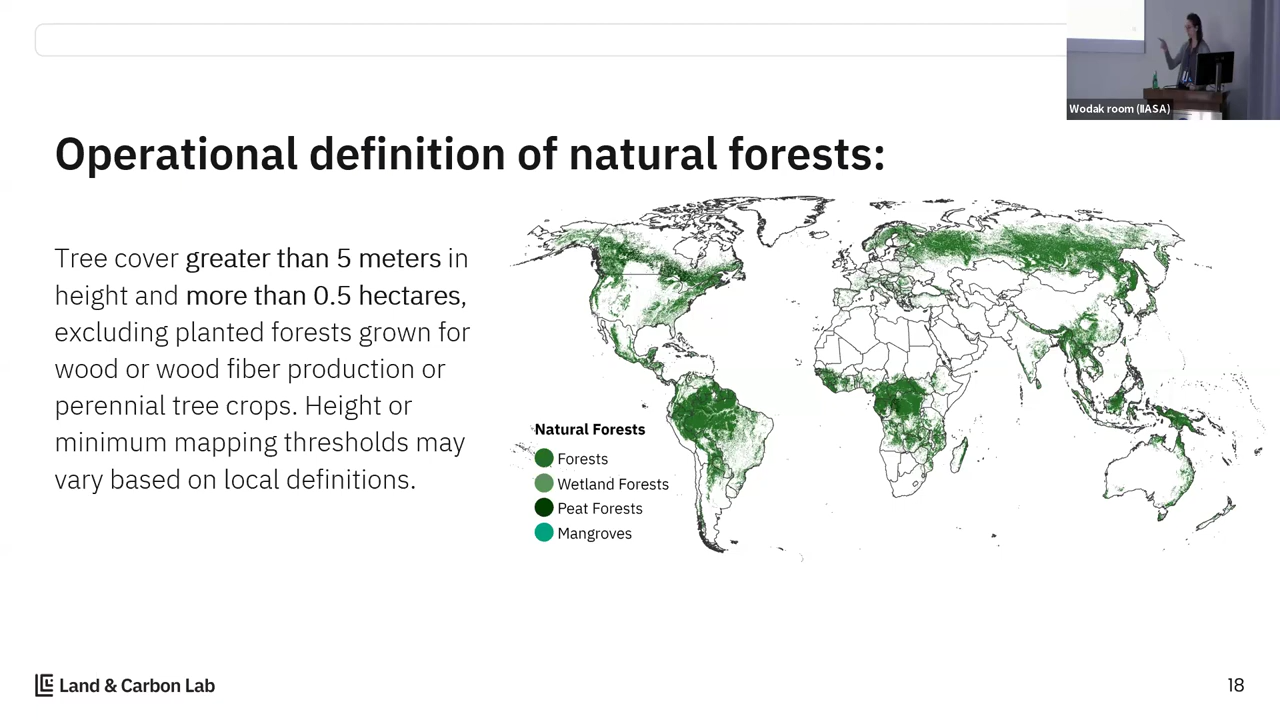 Wodak room (IIASA)
Operational definition of natural forests:
Tree cover greater than 5 meters in
height and more than 0.5 hectares,
excluding planted forests grown for
wood or wood fiber production or
perennial tree crops. Height or
minimum mapping thresholds may
vary based on local definitions.
Natural Forests
Forests
Wetland Forests
Peat Forests
Mangroves
Land & Carbon Lab
18